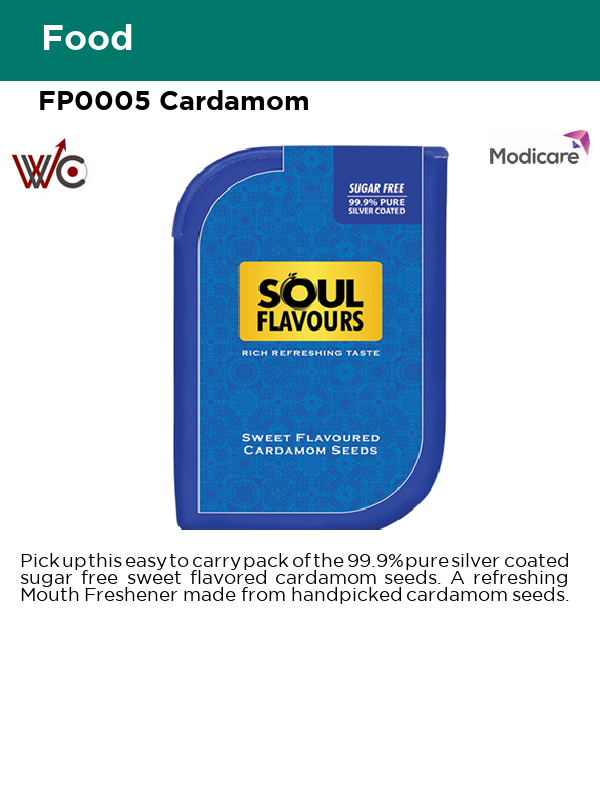 Food
FP0005 Cardamom
WC
Modicare
SUGAR FREE
99.9% PURE
SILVER COATED
SOUL
FLAVOURS
RICH REFRESHING TASTE
SWEET FLAVOURED
CARDAMOM SEEDS
Pick up this easy to carry pack of the 99.9% pure silver coated
sugar free sweet flavored cardamom seeds. A refreshing
Mouth Freshener made from handpicked cardamom seeds.